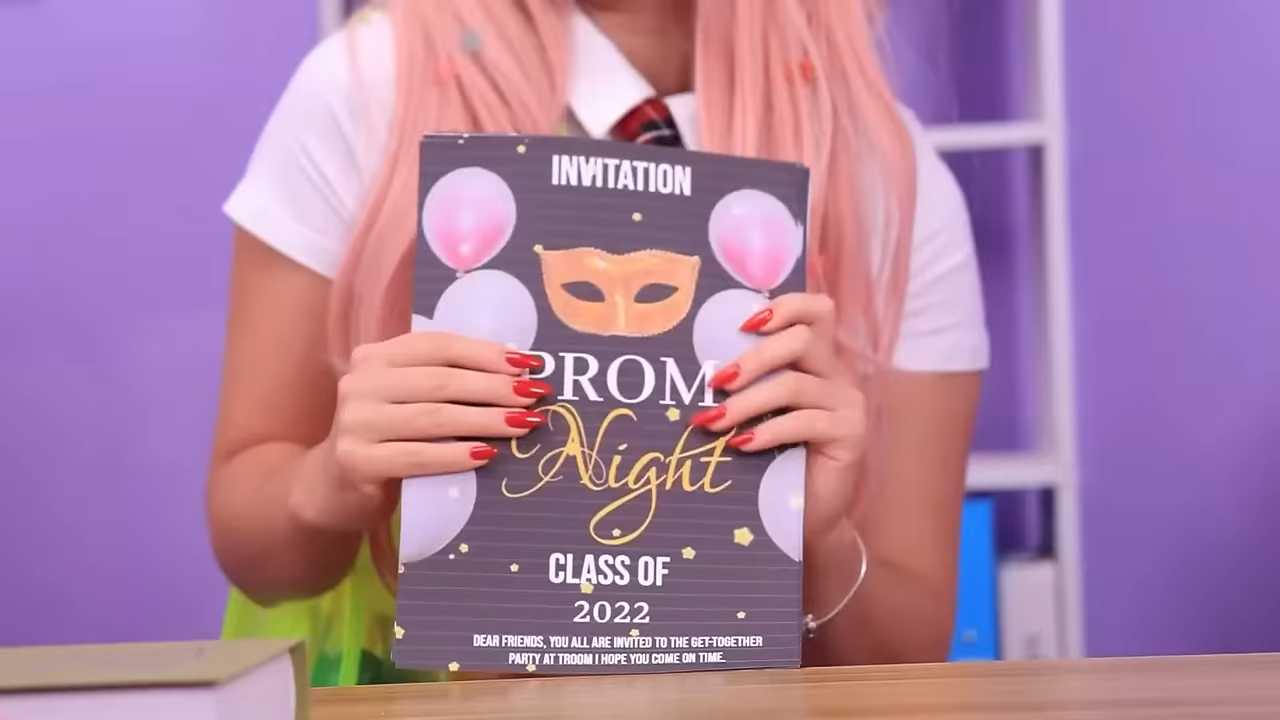 INVITATION
PROM
Night
CLASS OF
2022
DEAR FRIENDS, YOU ALL ARE INVITED TO THE GET-TOGETHER
PARTY AT TROOM I HOPE YOU COME ON TIME.